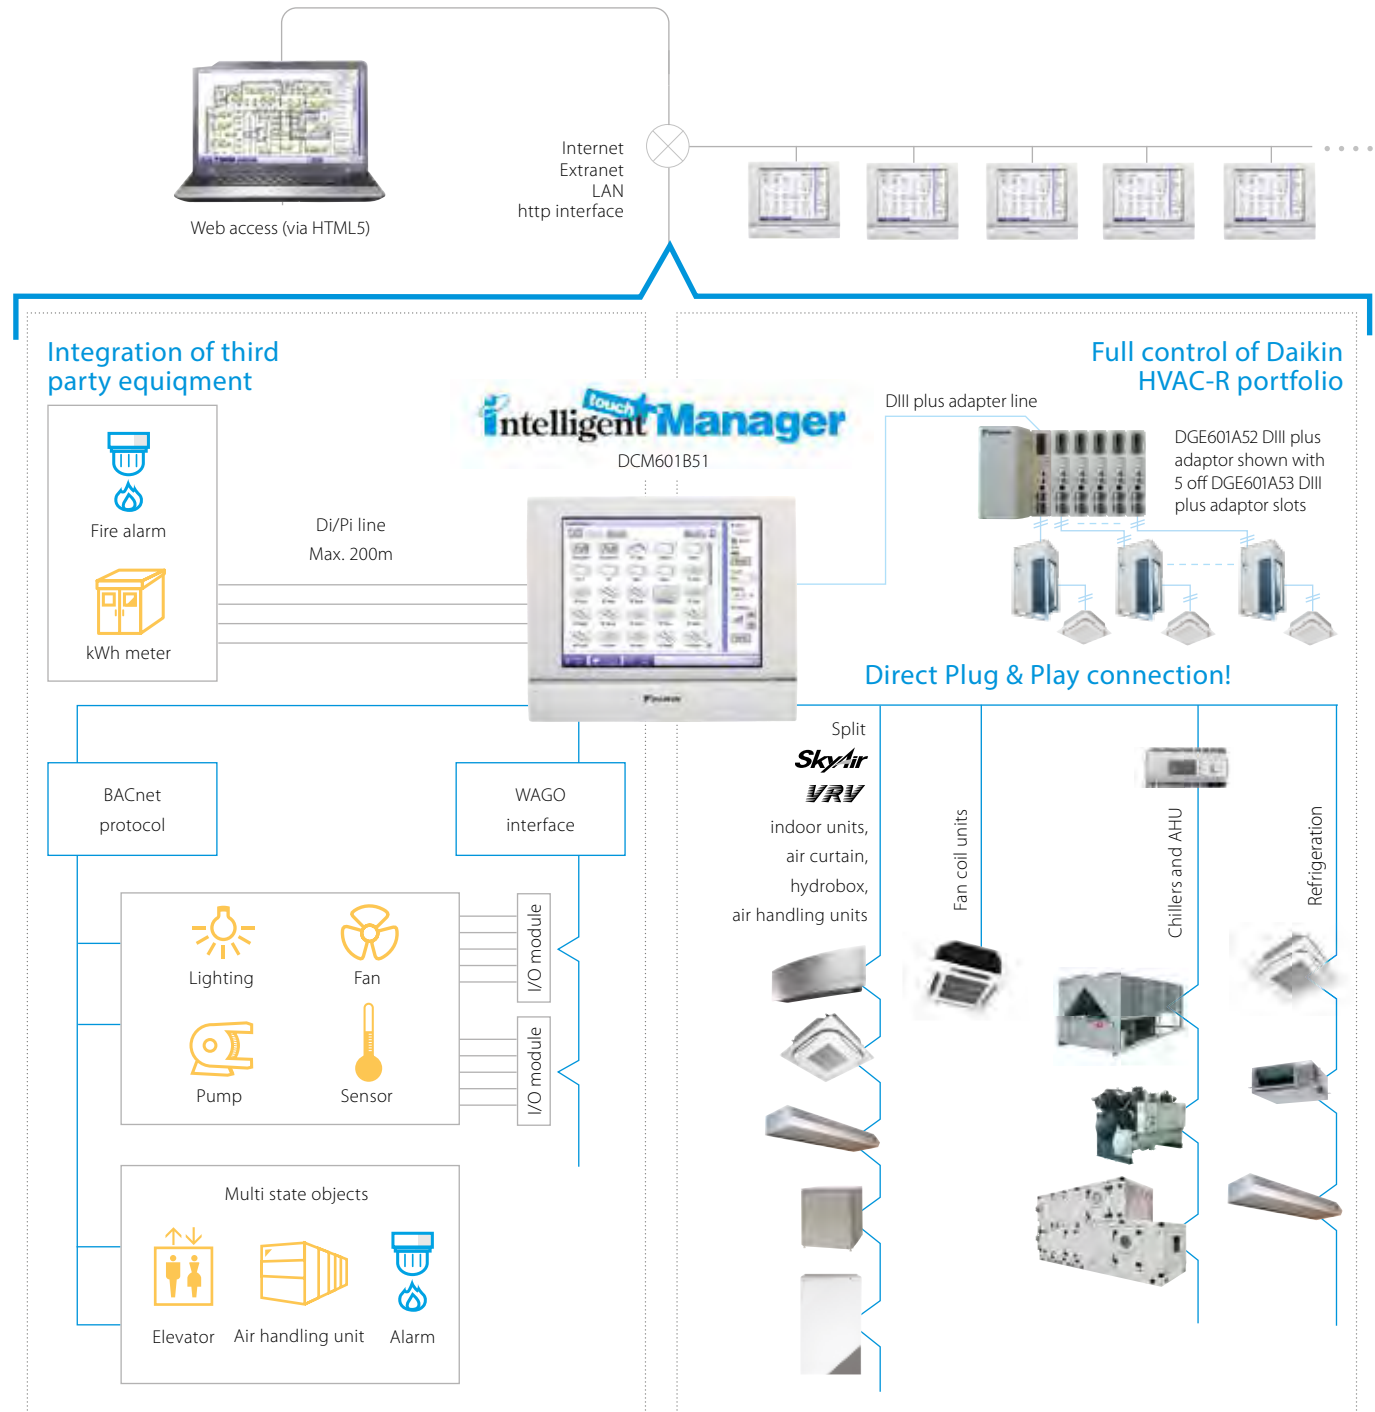 Internet
Extranet
LAN
http interface
Web access (via HTML5)
Integration of third
party equiqment
Full control of Daikin
HVAC-R portfolio
Fire alarm
kWh meter
Di/Pi line
Max. 200m
intelligent touch Manager
DCM601B51
DAIKIN
DIII plus adapter line
DGE601A52 DIII plus
adaptor shown with
5 off DGE601A53 DIII
plus adaptor slots
Direct Plug & Play connection!
BACnet
protocol
WAGO
interface
Lighting
Fan
Pump
Sensor
I/O module
I/O module
Multi state objects
Elevator
Air handling unit
Alarm
Split
SkyAir
VRV
indoor units,
air curtain,
hydrobox,
air handling units
Fan coil units
Chillers and AHU
Refrigeration